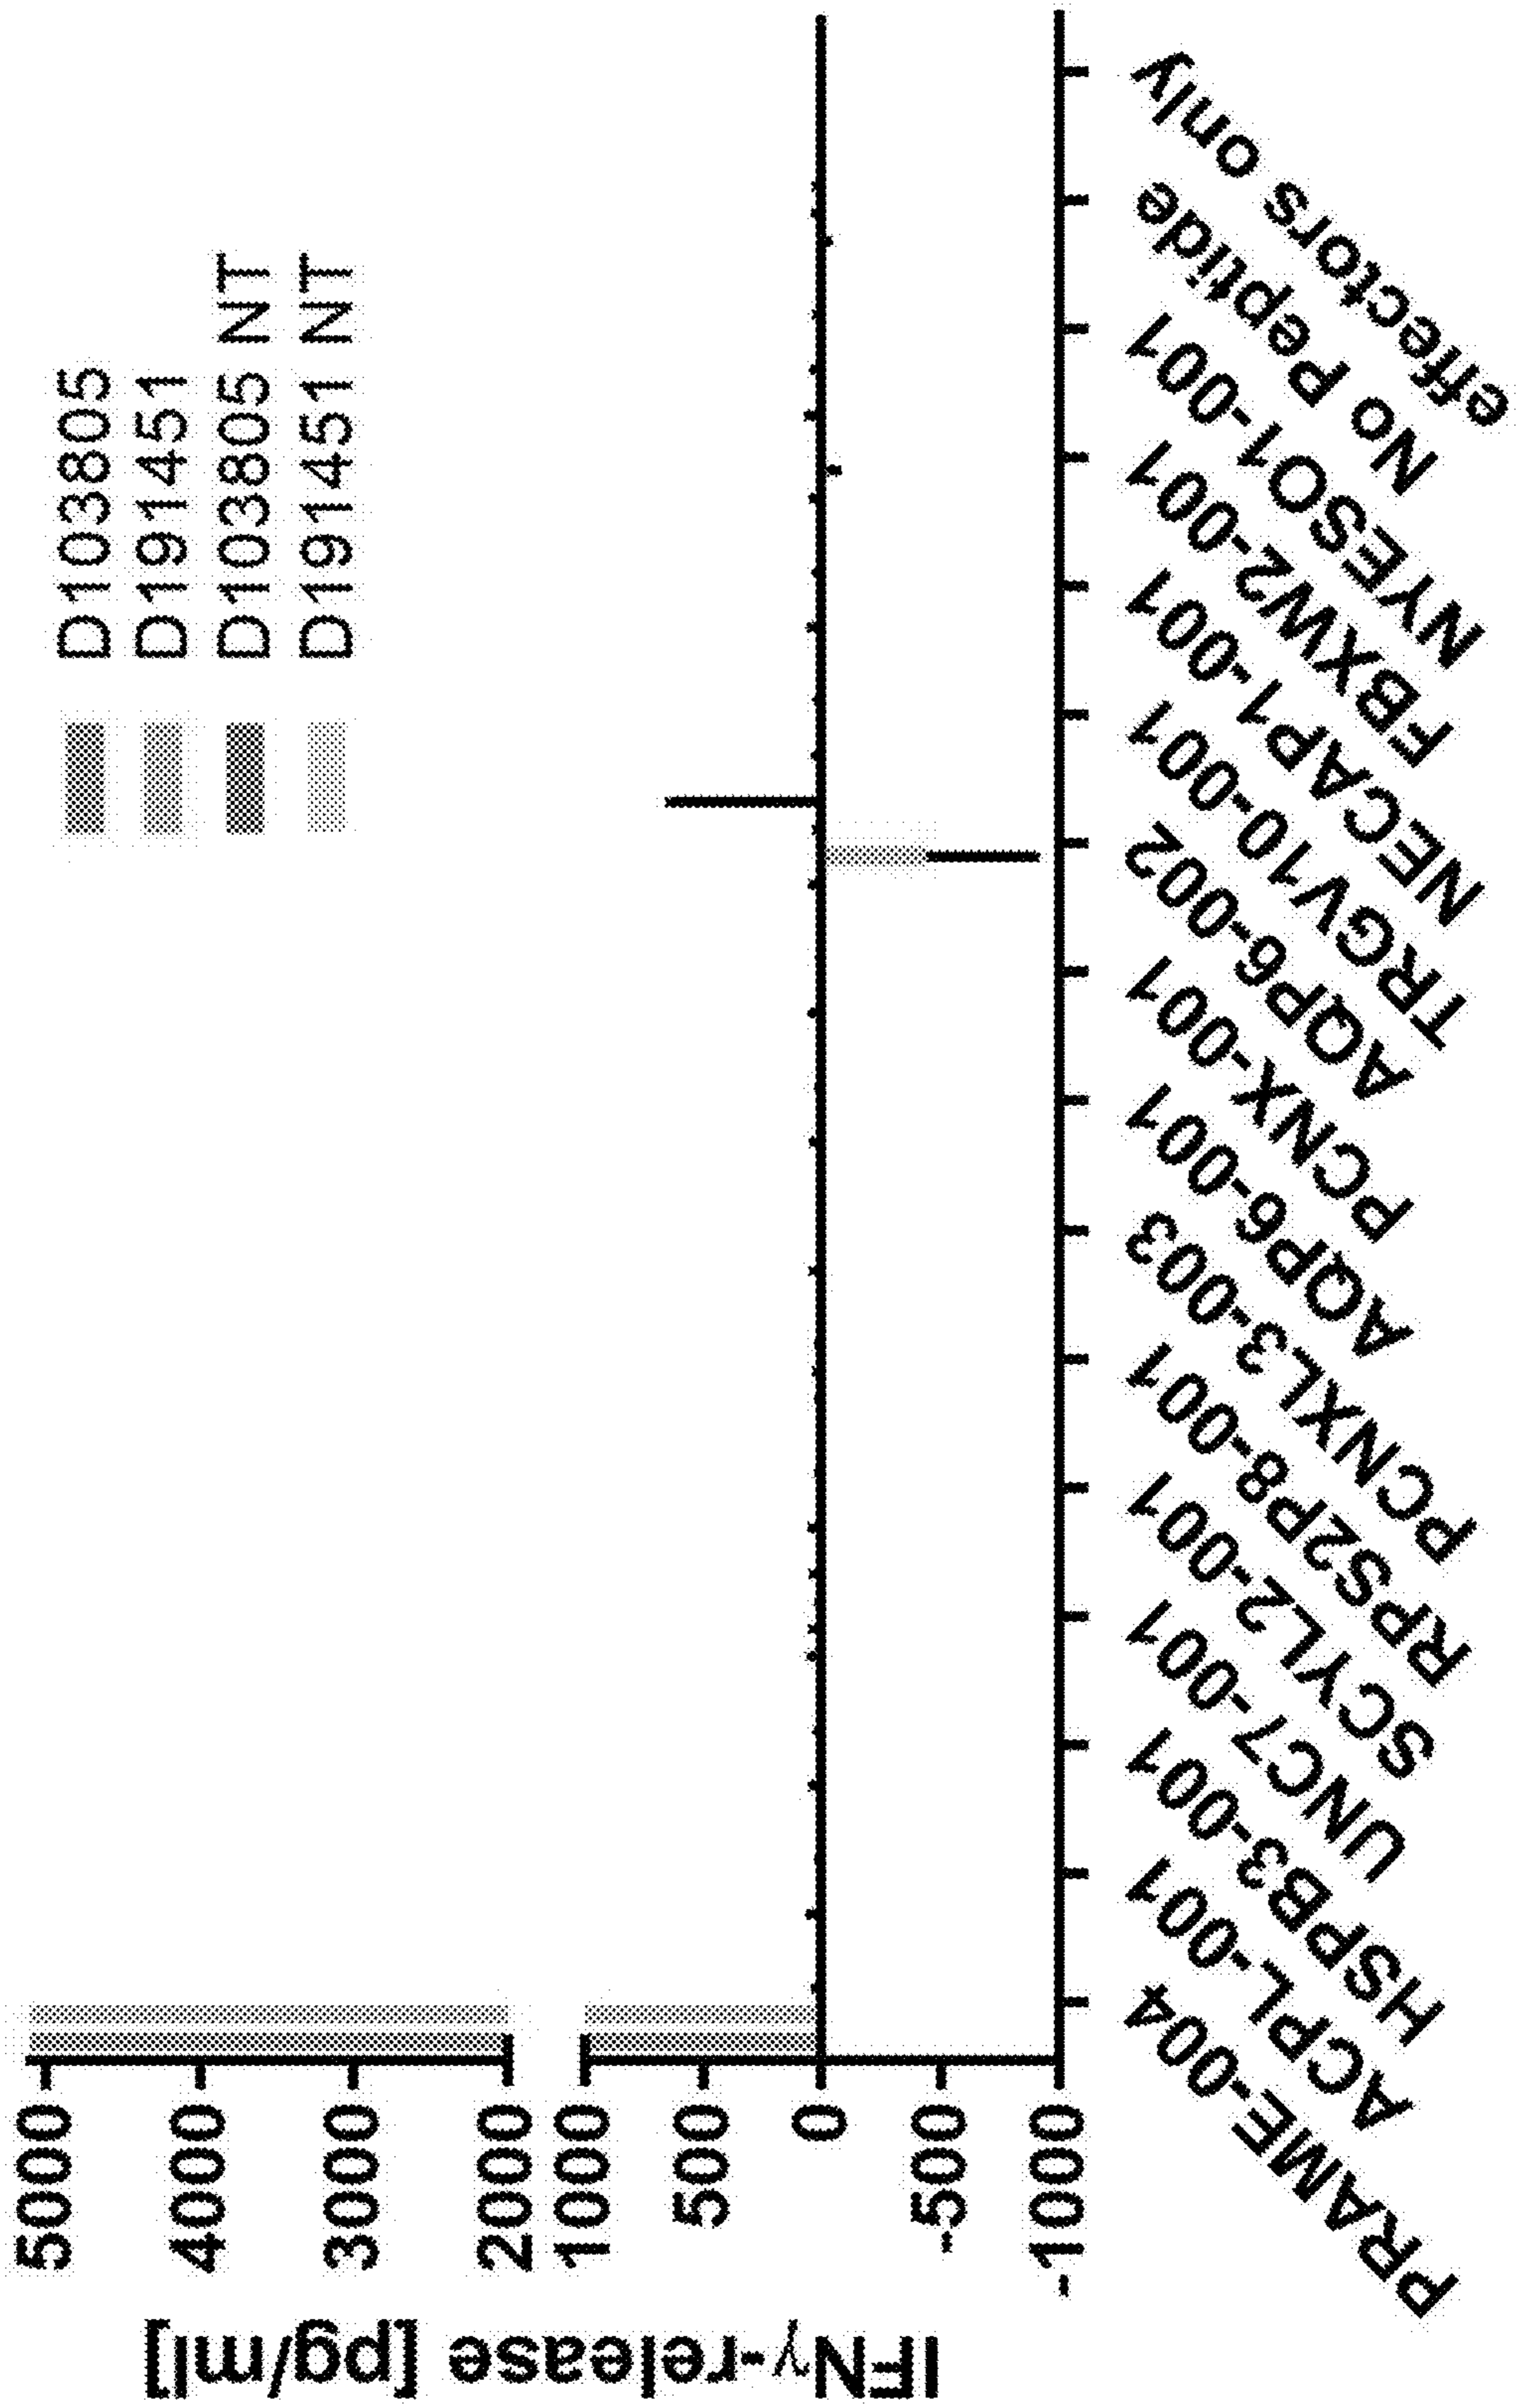 D103805
D191451
D103805 NT
D191451 NT
IFNγ-release [pg/ml]
5000
4000
3000
2000
1000
500
0
-500
-1000
PRAME-004
ACPL-001
HSPB3-001
UNC7-001
SCYL2-001
RPS2P8-001
PCNXL3-003
AQP6-001
PCNX-001
AQP6-002
TRGV10-001
NECAP1-001
FBXW2-001
NYESO1-001
No Peptide
effectors only